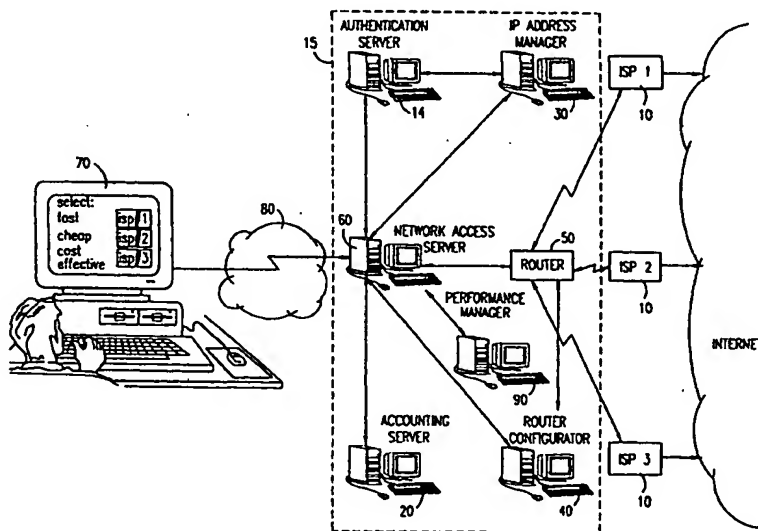 AUTHENTICATION
SERVER
IP ADDRESS
MANAGER
15
14
30
ISP 1
10
70
select:
fast isp/1
cheap isp/2
cost
effective isp/3
80
60
NETWORK ACCESS
SERVER
50
ROUTER
ISP 2
10
PERFORMANCE
MANAGER
90
INTERNET
ACCOUNTING
SERVER
20
ROUTER
CONFIGURATOR
40
ISP 3
10